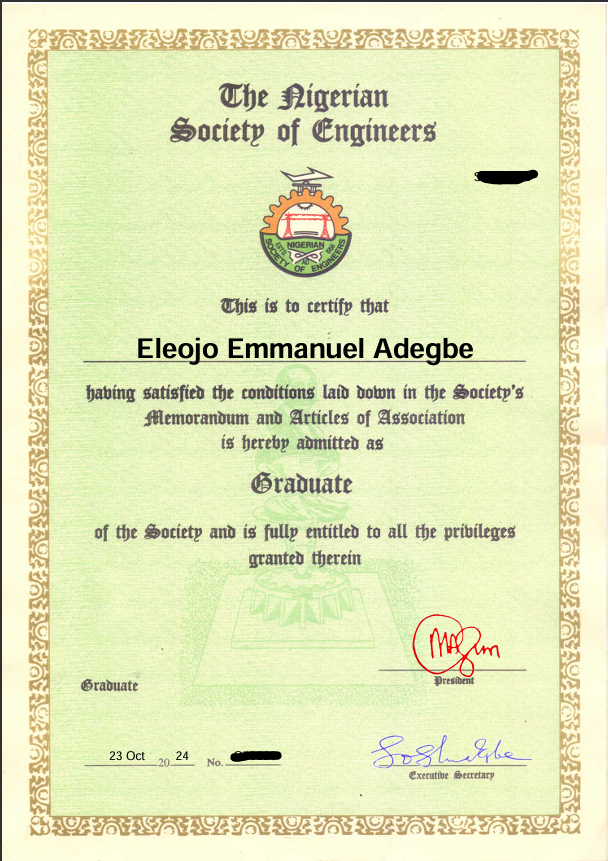 The Nigerian
Society of Engineers
NIGERIAN
SOCIETY OF ENGINEERS
This is to certify that
Eleojo Emmanuel Adegbe
having satisfied the conditions laid down in the Society's
Memorandum and Articles of Association
is hereby admitted as
Graduate
of the Society and is fully entitled to all the privileges
granted therein
President
Graduate
23 Oct 20 24 No.
Executive Secretary